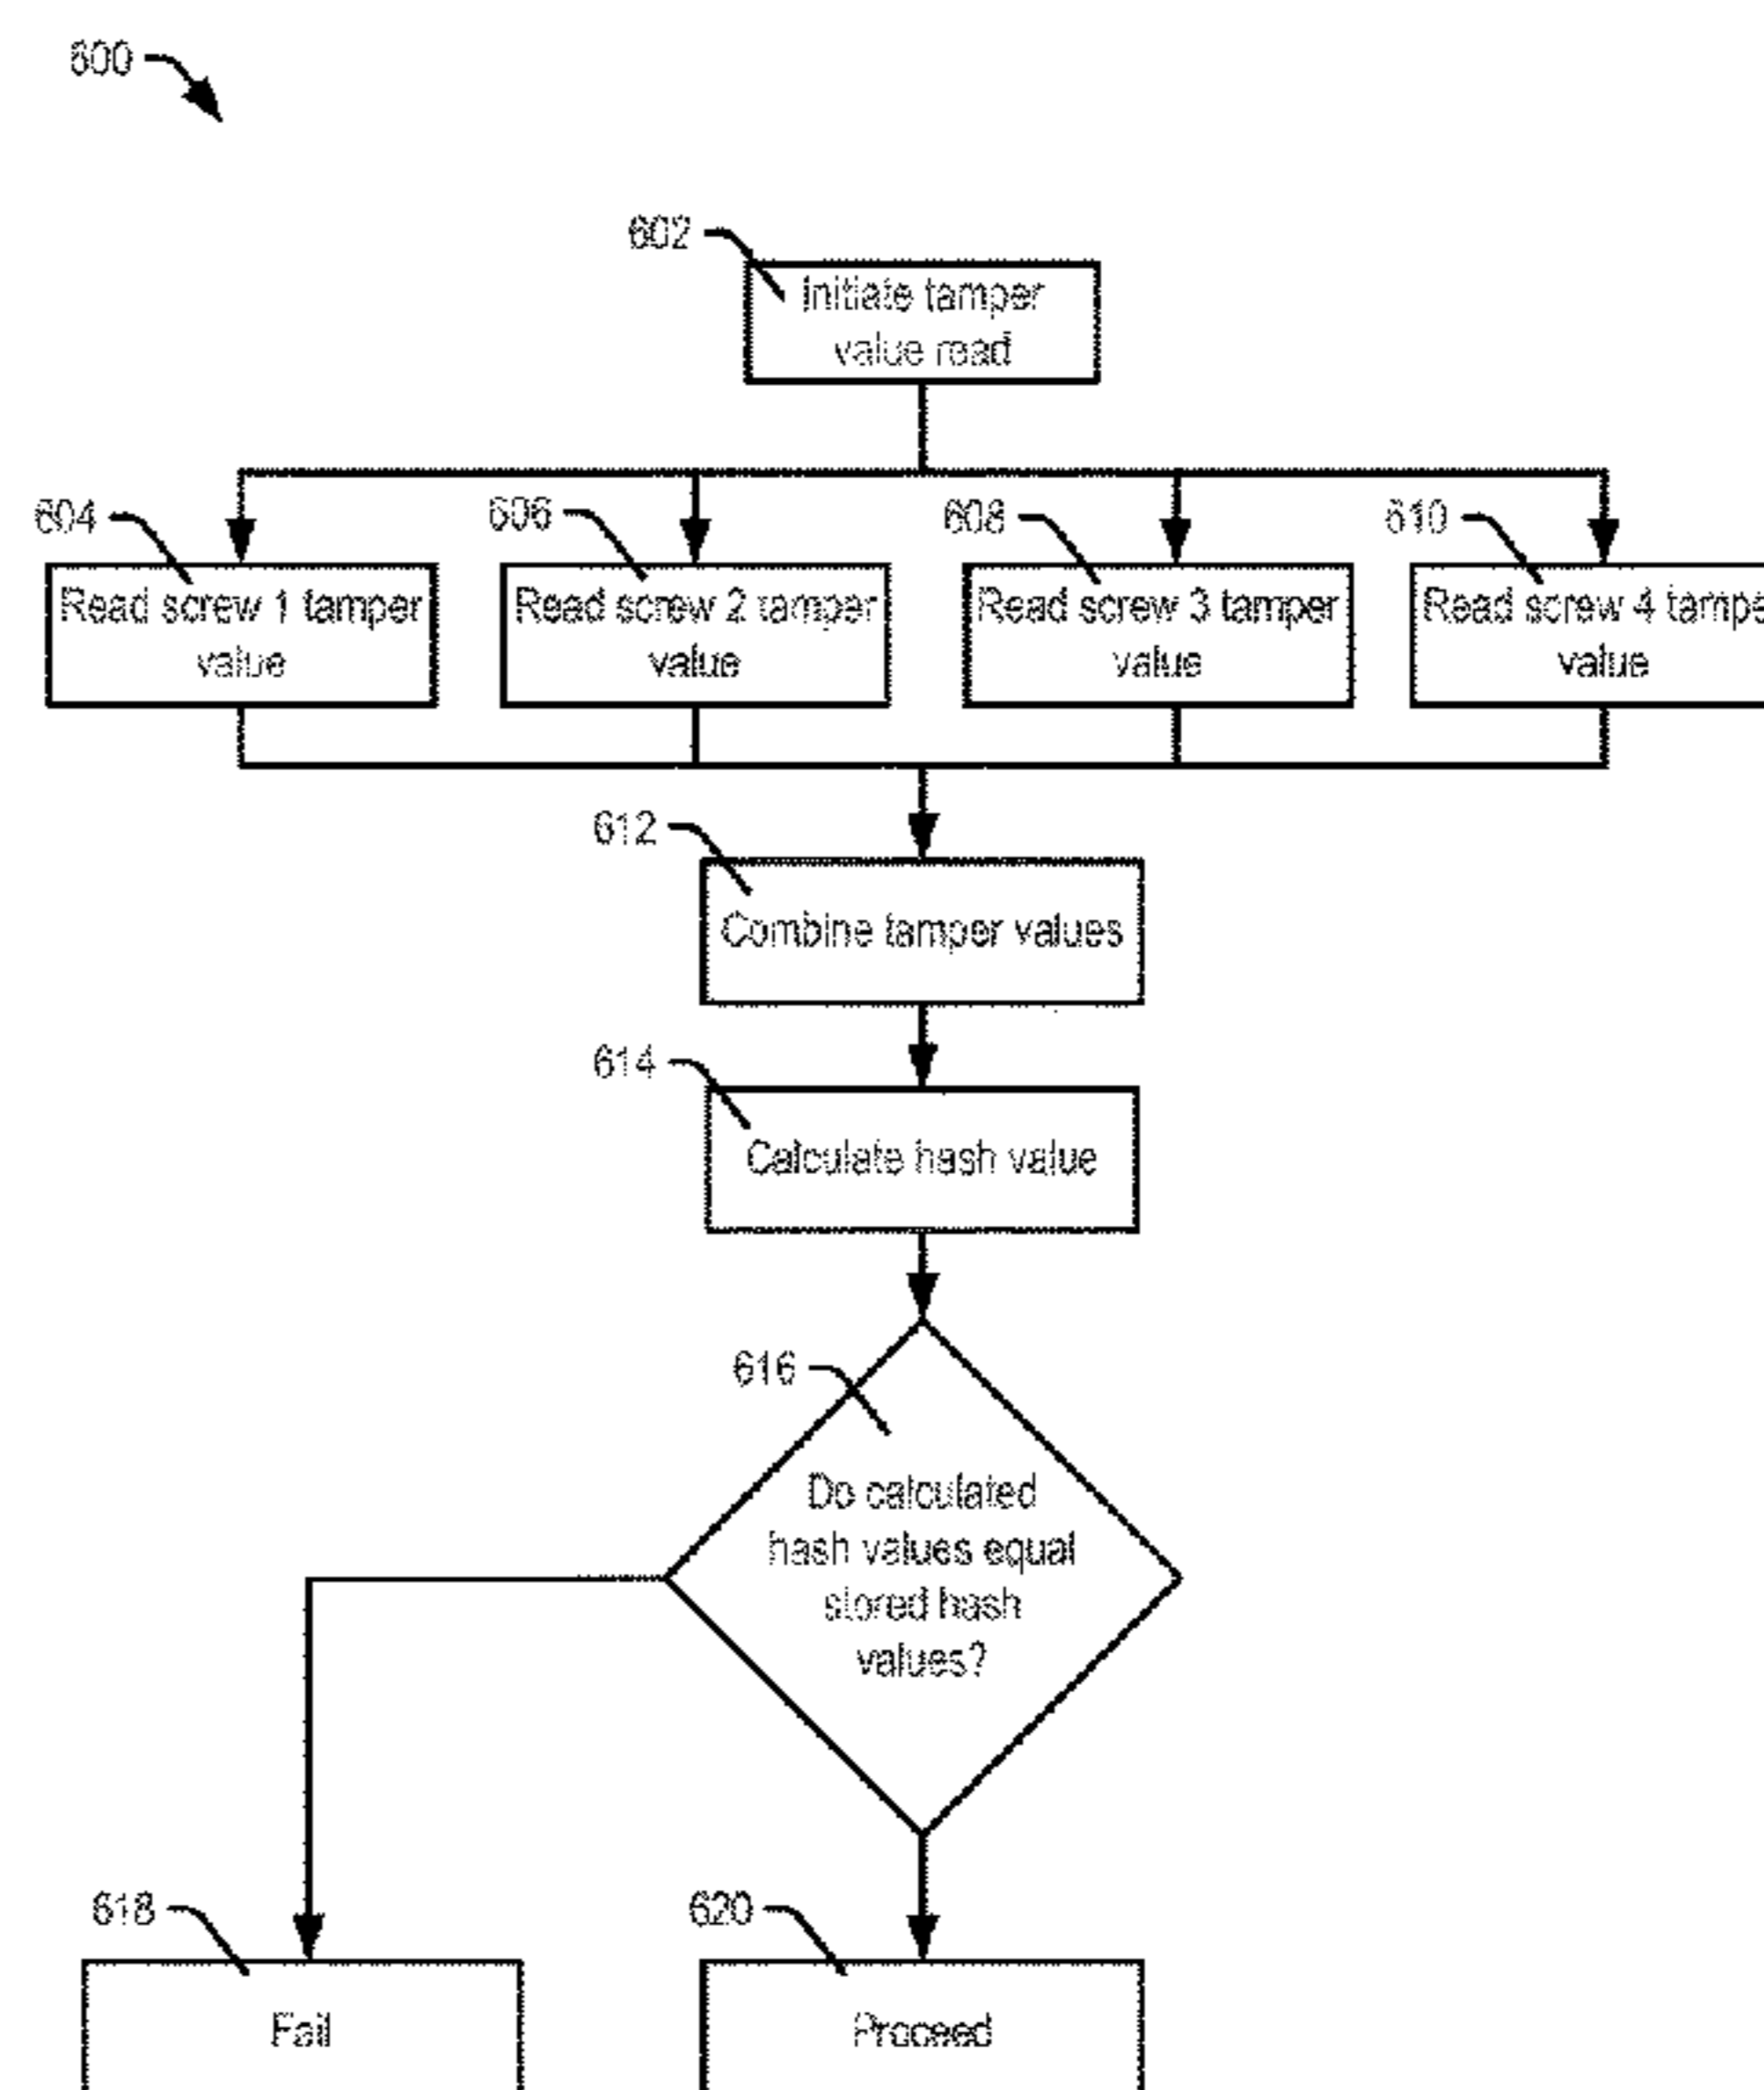 600
602
Initiate tamper
value read
604
606
608
610
Read screw 1 tamper
value
Read screw 2 tamper
value
Read screw 3 tamper
value
Read screw 4 tampe
value
612
Combine tamper values
614
Calculate hash value
616
Do calculated
hash values equal
stored hash
values?
618
620
Fail
Proceed